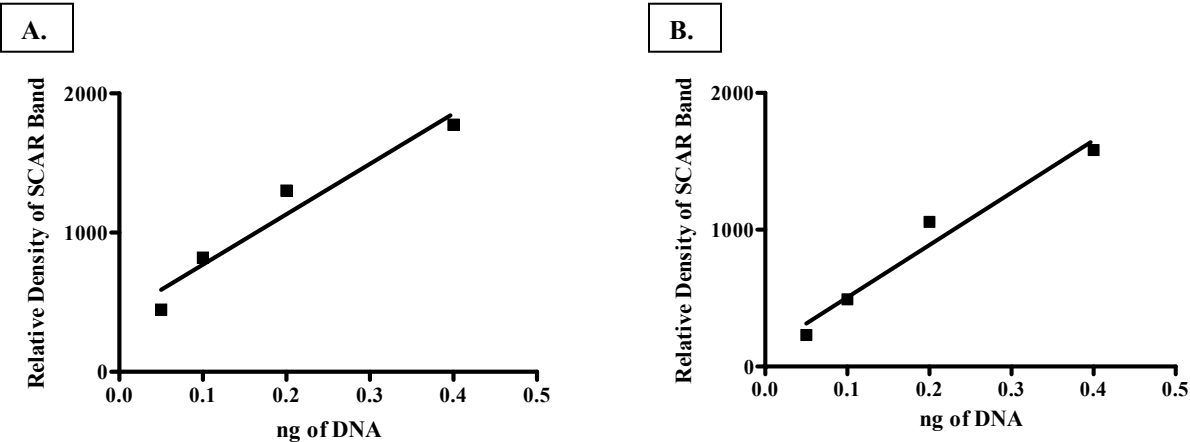 A.
Relative Density of SCAR Band
2000
1000
0
0.0 0.1 0.2 0.3 0.4 0.5
ng of DNA
B.
Relative Density of SCAR Band
2000
1000
0
0.0 0.1 0.2 0.3 0.4 0.5
ng of DNA